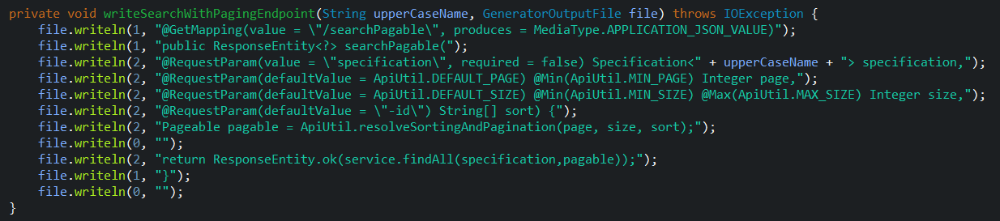 private void writeSearchWithPagingEndpoint(String upperCaseName, GeneratorOutputFile file) throws IOException {
    file.writeln(1, "@GetMapping(value = \"/searchPagable\", produces = MediaType.APPLICATION_JSON_VALUE)");
    file.writeln(1, "public ResponseEntity<?> searchPagable(");
    file.writeln(2, "@RequestParam(value = \"specification\", required = false) Specification<" + upperCaseName + "> specification,");
    file.writeln(2, "@RequestParam(defaultValue = ApiUtil.DEFAULT_PAGE) @Min(ApiUtil.MIN_PAGE) Integer page,");
    file.writeln(2, "@RequestParam(defaultValue = ApiUtil.DEFAULT_SIZE) @Min(ApiUtil.MIN_SIZE) @Max(ApiUtil.MAX_SIZE) Integer size,");
    file.writeln(2, "@RequestParam(defaultValue = \"-id\") String[] sort) {");
    file.writeln(2, "Pageable pagable = ApiUtil.resolveSortingAndPagination(page, size, sort);");
    file.writeln(0, "");
    file.writeln(2, "return ResponseEntity.ok(service.findAll(specification,pagable));");
    file.writeln(1, "}");
    file.writeln(0, "");
}